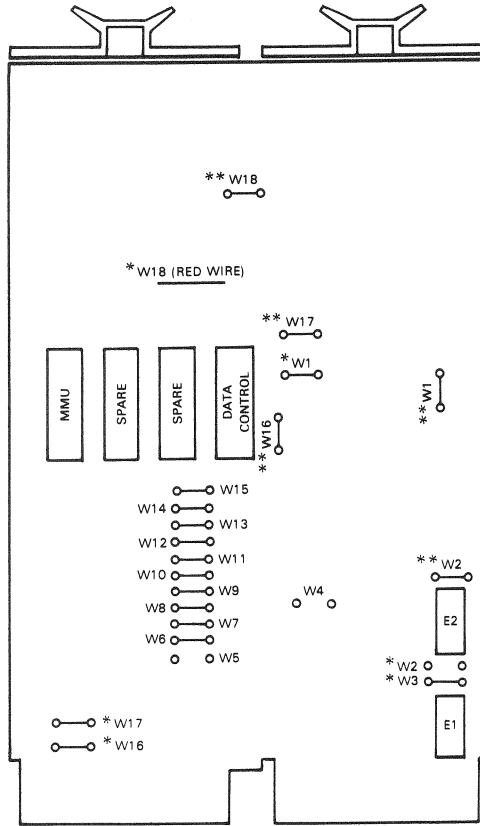 ** W18
* W18 (RED WIRE)
** W17
* W1
MMU
SPARE
SPARE
DATA
CONTROL
** W16
** W1
W15
W14
W13
W12
W11
W10
W9
W8
W7
W6
W5
W4
** W2
E2
* W2
* W3
E1
* W17
* W16